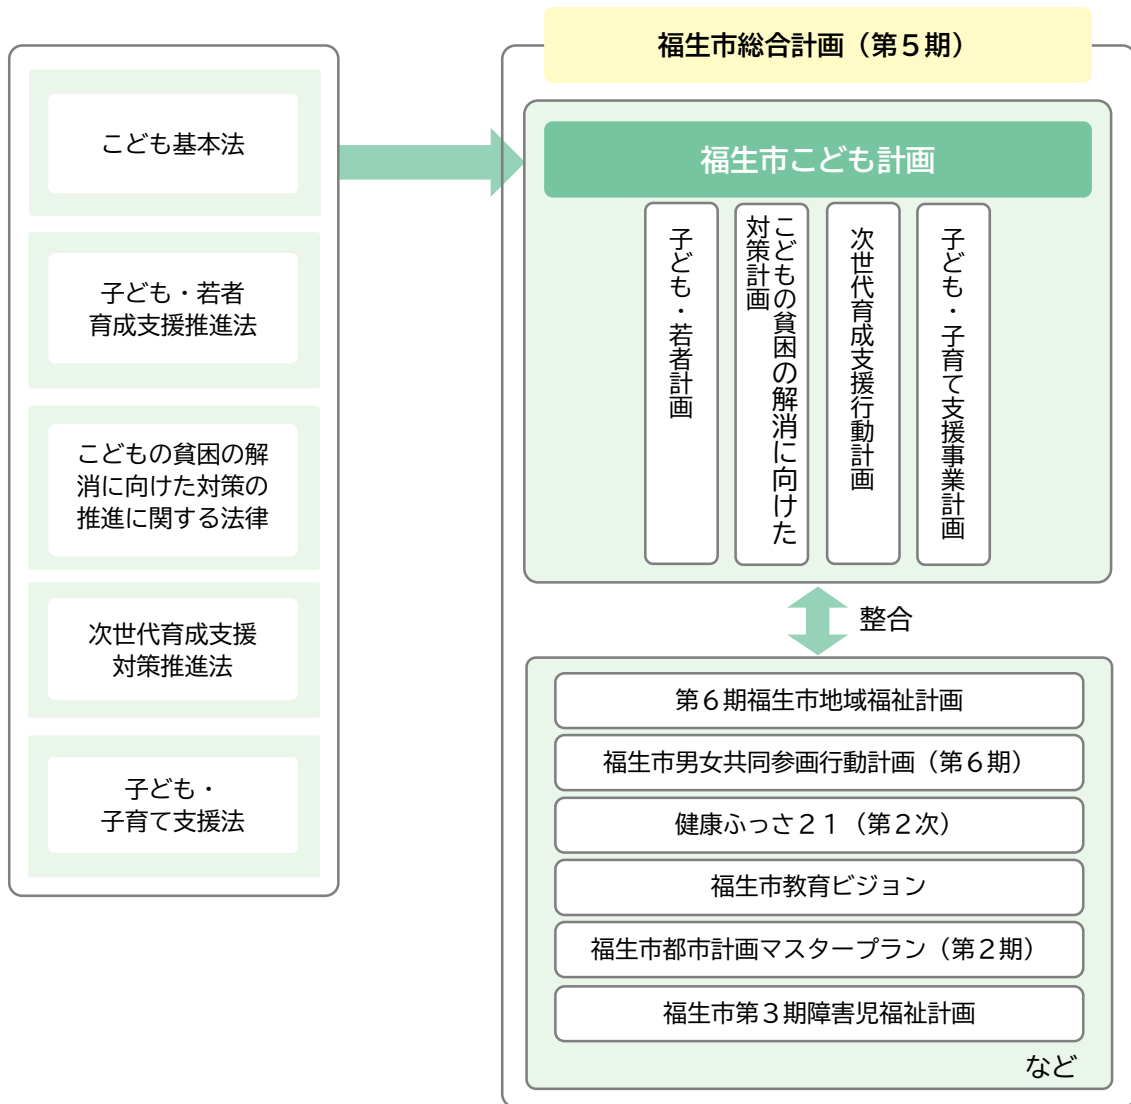 こども基本法
子ども・若者
育成支援推進法
こどもの貧困の解
消に向けた対策の
推進に関する法律
次世代育成支援
対策推進法
子ども・
子育て支援法
福生市総合計画（第５期）
福生市こども計画
子ども・若者計画
こどもの貧困の解消に向けた
対策計画
次世代育成支援行動計画
子ども・子育て支援事業計画
整合
第６期福生市地域福祉計画
福生市男女共同参画行動計画（第６期）
健康ふっさ２１（第２次）
福生市教育ビジョン
福生市都市計画マスタープラン（第２期）
福生市第３期障害児福祉計画
など